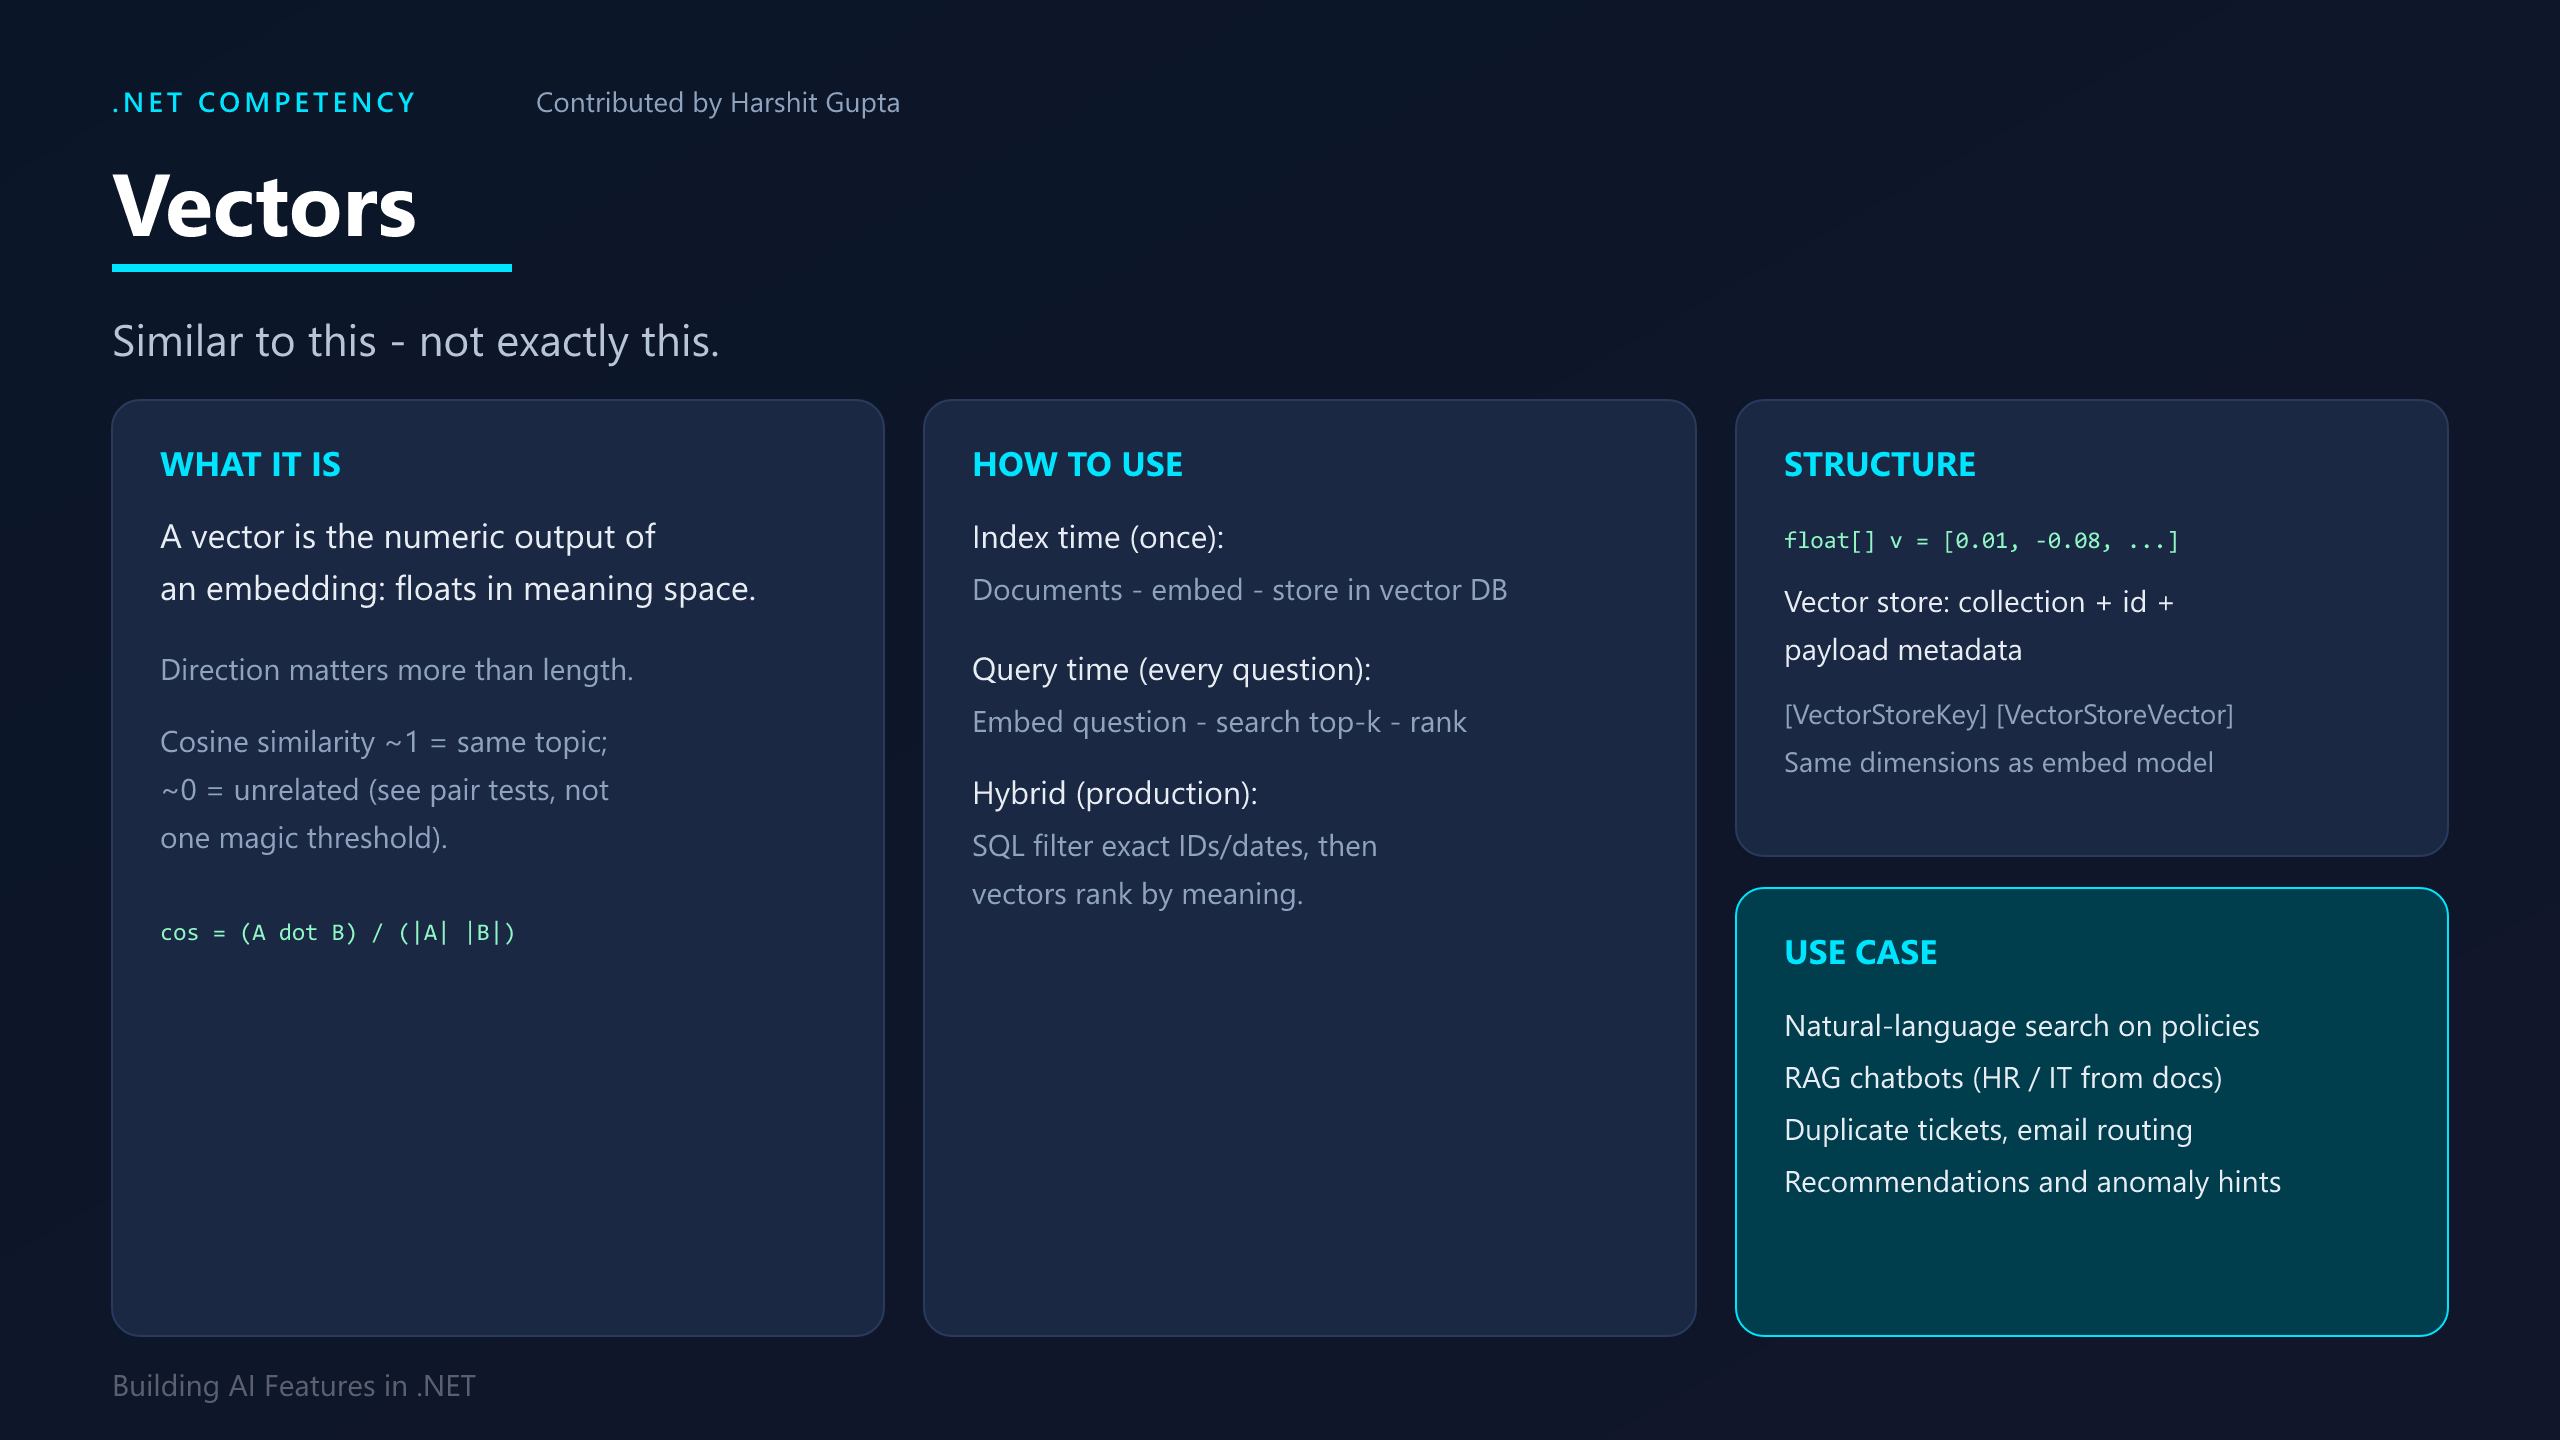 .NET COMPETENCY
Contributed by Harshit Gupta
Vectors
Similar to this - not exactly this.
WHAT IT IS
A vector is the numeric output of
an embedding: floats in meaning space.
Direction matters more than length.
Cosine similarity ~1 = same topic;
~0 = unrelated (see pair tests, not
one magic threshold).
cos = (A dot B) / (|A| |B|)
HOW TO USE
Index time (once):
Documents - embed - store in vector DB
Query time (every question):
Embed question - search top-k - rank
Hybrid (production):
SQL filter exact IDs/dates, then
vectors rank by meaning.
STRUCTURE
float[] v = [0.01, -0.08, ...]
Vector store: collection + id +
payload metadata
[VectorStoreKey] [VectorStoreVector]
Same dimensions as embed model
USE CASE
Natural-language search on policies
RAG chatbots (HR / IT from docs)
Duplicate tickets, email routing
Recommendations and anomaly hints
Building AI Features in .NET